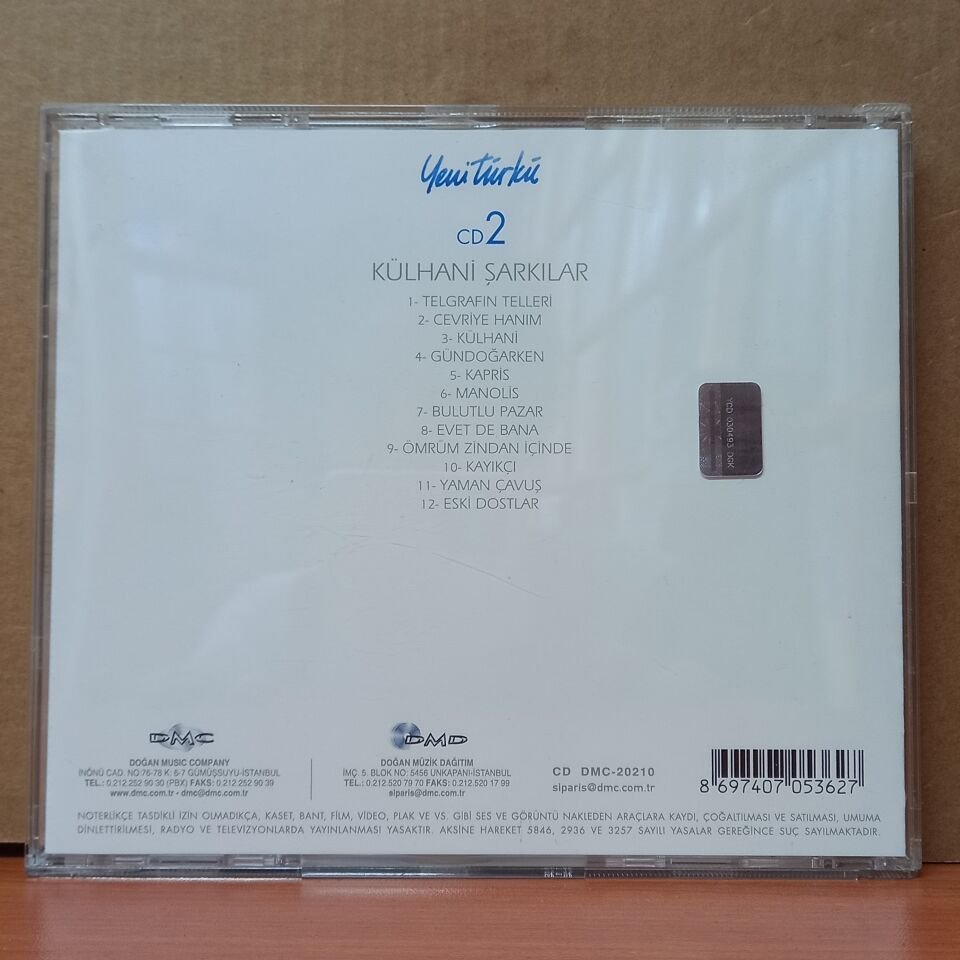 Yeni Türkü
CD 2
KÜLHANİ ŞARKILAR
1- TELGRAFIN TELLERİ
2- CEVRİYE HANIM
3- KÜLHANİ
4- GÜNDOĞARKEN
5- KAPRİS
6- MANOLİS
7- BULUTLU PAZAR
8- EVET DE BANA
9- ÖMRÜM ZİNDAN İÇİNDE
10- KAYIKÇI
11- YAMAN ÇAVUŞ
12- ESKİ DOSTLAR
YCD 030493 DGK
DMC
DOĞAN MUSIC COMPANY
İNÖNÜ CAD. NO:76-78 K: 6-7 GÜMÜŞSUYU-İSTANBUL
TEL.: 0.212 252 90 30 (PBX) FAKS: 0.212 252 90 39
www.dmc.com.tr - dmc@dmc.com.tr
DMD
DOĞAN MÜZİK DAĞITIM
İMÇ. 5. BLOK NO: 5456 UNKAPANI-İSTANBUL
TEL.: 0.212.520 79 70 FAKS: 0.212.520 17 99
siparis@dmc.com.tr
CD DMC-20210
siparis@dmc.com.tr
8 697407 053627
NOTERLİKÇE TASDİKLİ İZİN OLMADIKÇA, KASET, BANT, FİLM, VİDEO, PLAK VE VS. GİBİ SES VE GÖRÜNTÜ NAKLEDEN ARAÇLARA KAYDI, ÇOĞALTILMASI VE SATILMASI, UMUMA
DİNLETTİRİLMESİ, RADYO VE TELEVİZYONLARDA YAYINLANMASI YASAKTIR. AKSİNE HAREKET 5846, 2936 VE 3257 SAYILI YASALAR GEREĞİNCE SUÇ SAYILMAKTADIR.